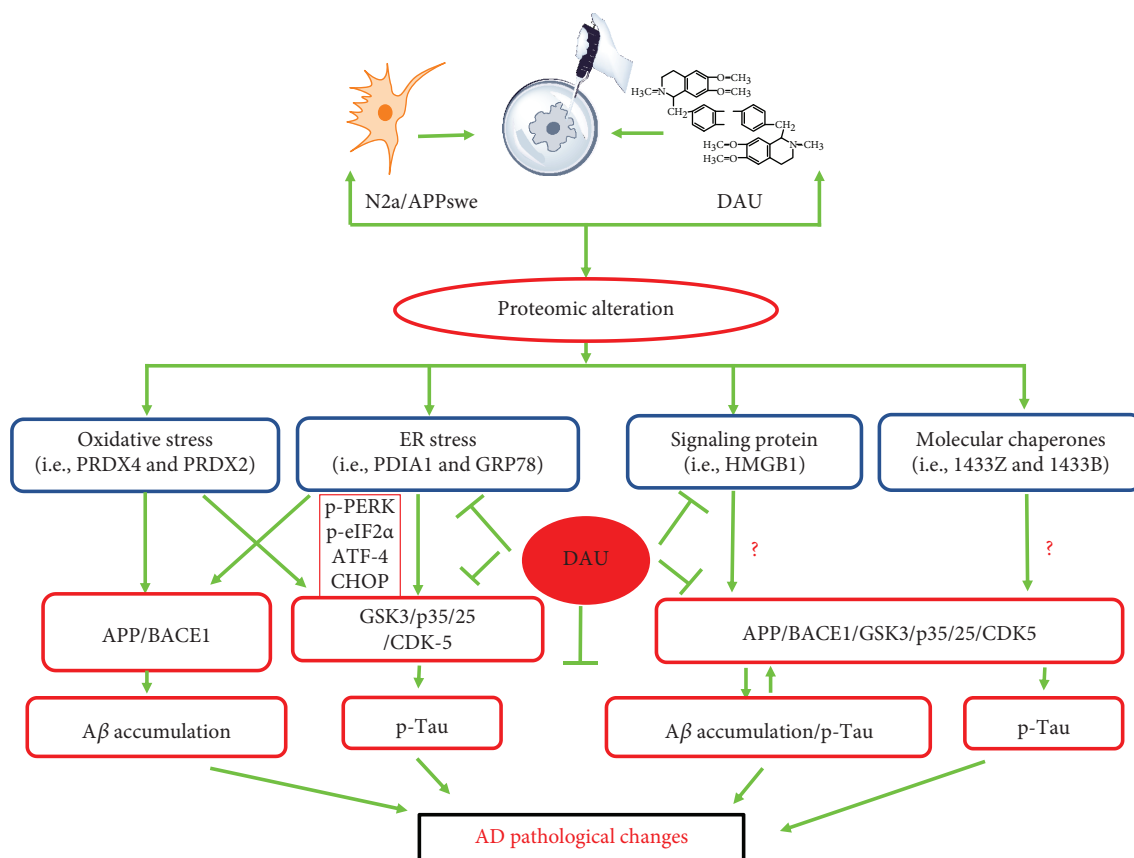 H₃C—N
O—CH₃
O—CH₃
CH₂
CH₂
H₃C—O
H₃C—O
N—CH₃
N2a/APPswe
DAU
Proteomic alteration
Oxidative stress
(i.e., PRDX4 and PRDX2)
ER stress
(i.e., PDIA1 and GRP78)
Signaling protein
(i.e., HMGB1)
Molecular chaperones
(i.e., 1433Z and 1433B)
p-PERK
p-eIF2α
ATF-4
CHOP
DAU
?
?
APP/BACE1
GSK3/p35/25
/CDK-5
APP/BACE1/GSK3/p35/25/CDK5
Aβ accumulation
p-Tau
Aβ accumulation/p-Tau
p-Tau
AD pathological changes